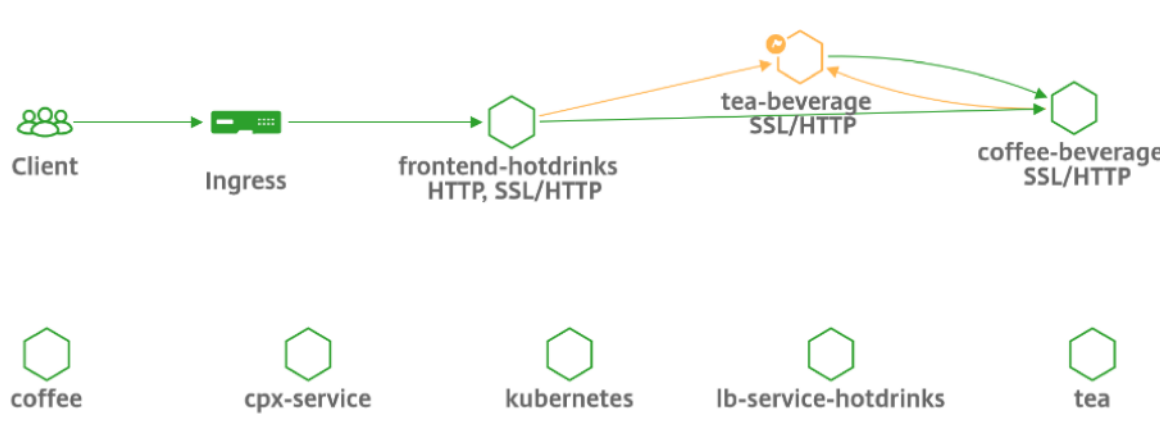 tea-beverage
SSL/HTTP
Client
Ingress
frontend-hotdrinks
HTTP, SSL/HTTP
coffee-beverage
SSL/HTTP
coffee
cpx-service
kubernetes
lb-service-hotdrinks
tea